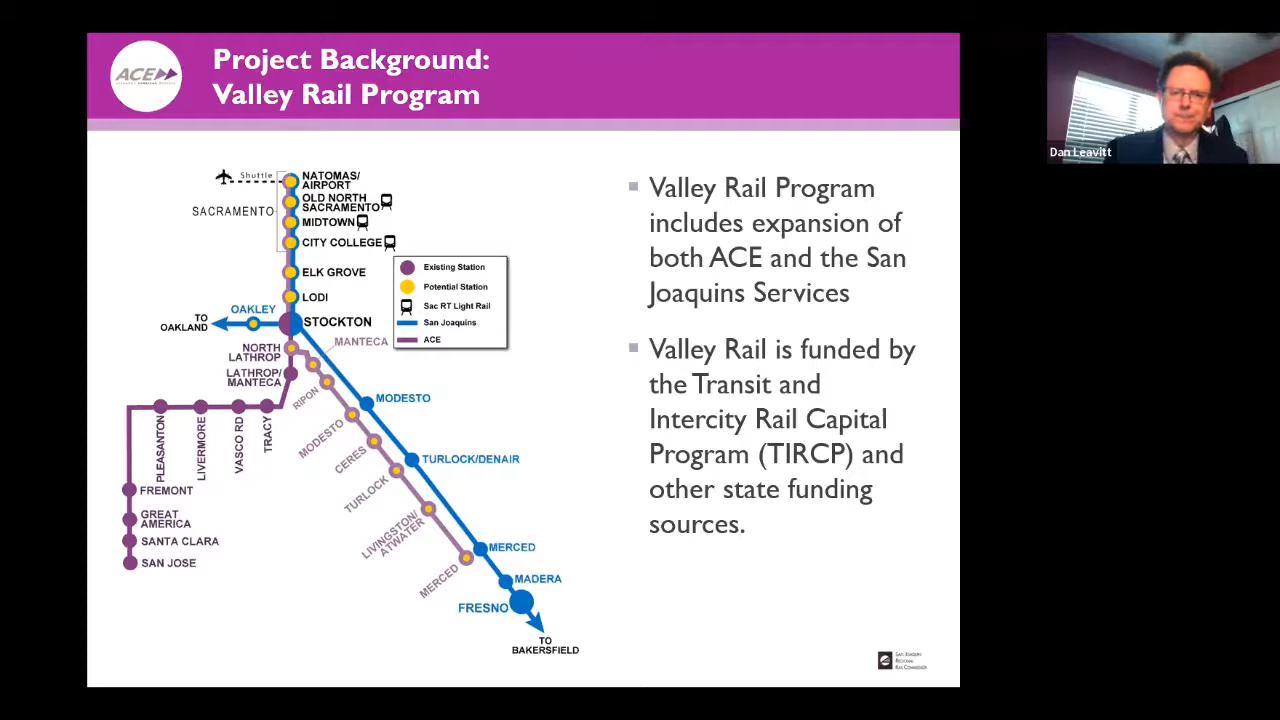 ACE
Project Background:
Valley Rail Program
Dan Leavitt
Shuttle
NATOMAS/
AIRPORT
OLD NORTH
SACRAMENTO
SACRAMENTO
MIDTOWN
CITY COLLEGE
ELK GROVE
LODI
OAKLEY
TO
OAKLAND
STOCKTON
Existing Station
Potential Station
Sac RT Light Rail
San Joaquins
ACE
MANTECA
NORTH
LATHROP
LATHROP/
MANTECA
RIPON
MODESTO
MODESTO
CERES
TURLOCK/DENAIR
TURLOCK
LIVINGSTON/
ATWATER
MERCED
MERCED
MADERA
FRESNO
TO
BAKERSFIELD
PLEASANTON
LIVERMORE
VASCO RD
TRACY
FREMONT
GREAT
AMERICA
SANTA CLARA
SAN JOSE
Valley Rail Program
includes expansion of
both ACE and the San
Joaquins Services
Valley Rail is funded by
the Transit and
Intercity Rail Capital
Program (TIRCP) and
other state funding
sources.
SAN JOAQUIN
REGIONAL
RAIL COMMISSION